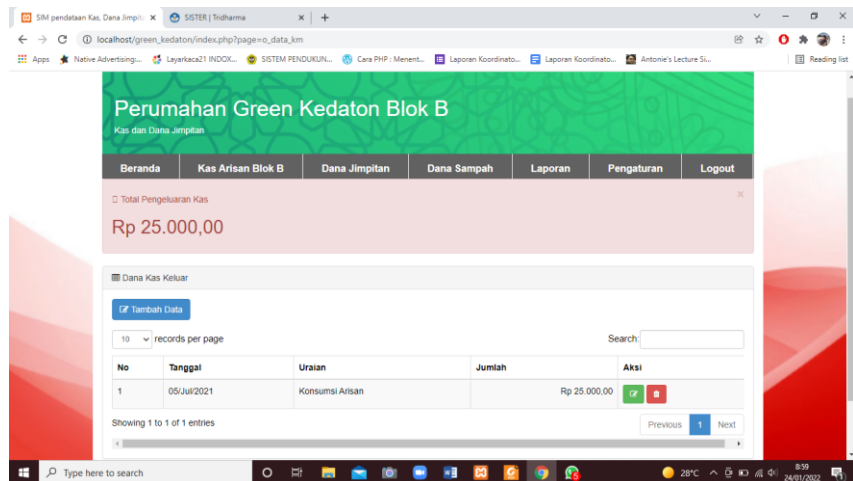 SIM pendataan Kas, Dana Jimpit
SISTER | Tridharma
localhost/green_kedaton/index.php?page=o_data_km
Apps Native Advertising:... Layarkaca21 INDOX... SISTEM PENDUKUN... Cara PHP : Menent... Laporan Koordinato... Laporan Koordinato... Antonie's Lecture Si... Reading list
Perumahan Green Kedaton Blok B
Kas dan Dana Jimpitan
Beranda Kas Arisan Blok B Dana Jimpitan Dana Sampah Laporan Pengaturan Logout
Total Pengeluaran Kas
Rp 25.000,00
Dana Kas Keluar
Tambah Data
10 records per page Search:
No Tanggal Uraian Jumlah Aksi
1 05/Jul/2021 Konsumsi Arisan Rp 25.000,00
Showing 1 to 1 of 1 entries Previous 1 Next
Type here to search
28°C
8:59
24/01/2022